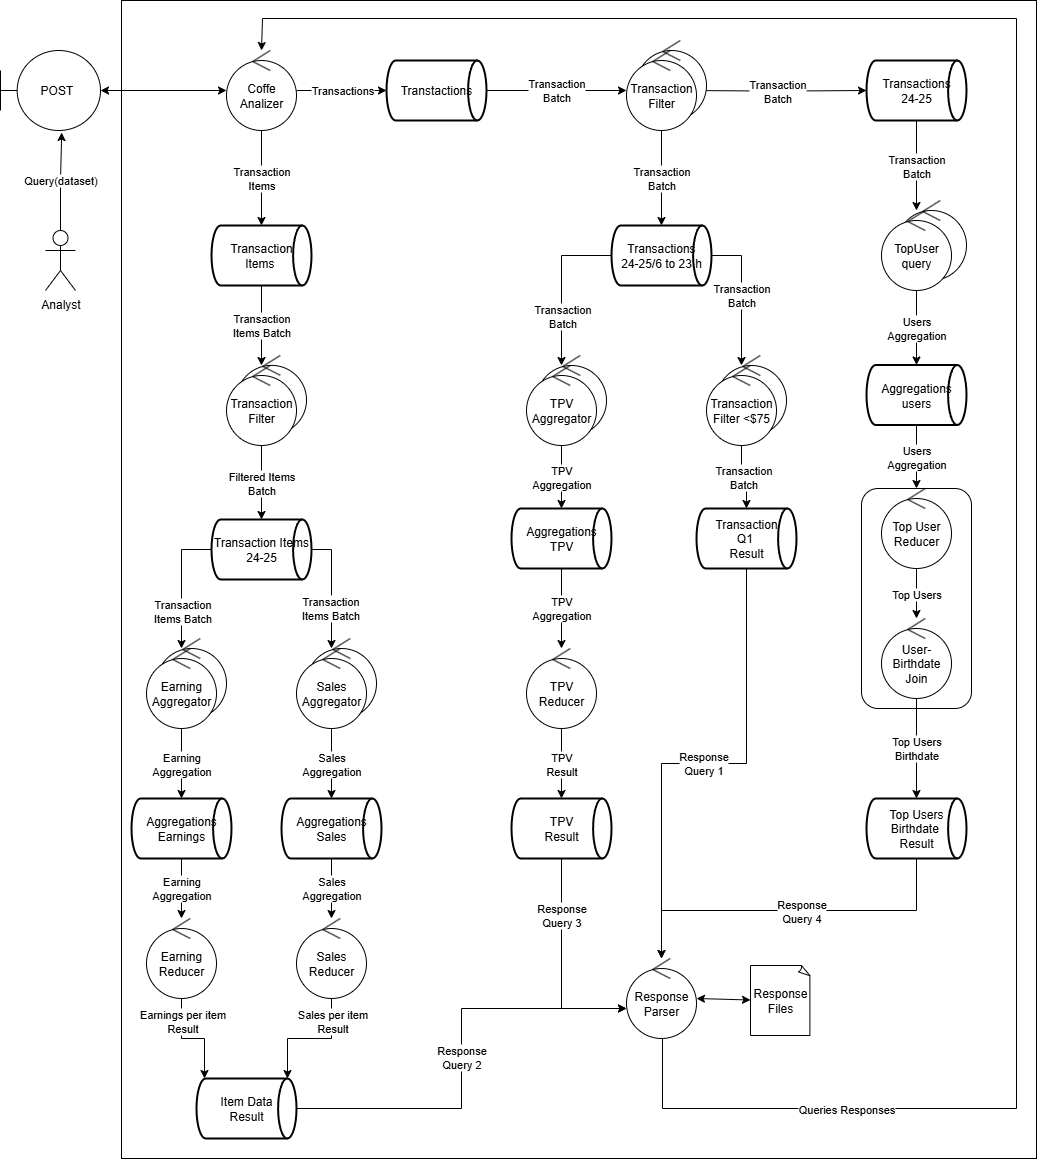 POST
Query(dataset)
Analyst
Coffe
Analizer
Transactions
Transtactions
Transaction
Batch
Transaction
Filter
Transaction
Batch
Transactions
24-25
Transaction
Items
Transaction
Batch
Transaction
Batch
Transaction
Items
Transactions
24-25/6 to 23 h
TopUser
query
Transaction
Items Batch
Transaction
Batch
Transaction
Batch
Users
Aggregation
Transaction
Filter
TPV
Aggregator
Transaction
Filter <$75
Aggregations
users
Filtered Items
Batch
TPV
Aggregation
Transaction
Batch
Users
Aggregation
Transaction Items
24-25
Aggregations
TPV
Transaction
Q1
Result
Top User
Reducer
Transaction
Items Batch
Transaction
Items Batch
TPV
Aggregation
Top Users
Earning
Aggregator
Sales
Aggregator
TPV
Reducer
User-
Birthdate
Join
Earning
Aggregation
Sales
Aggregation
TPV
Result
Response
Query 1
Top Users
Birthdate
Aggregations
Earnings
Aggregations
Sales
TPV
Result
Top Users
Birthdate
Result
Earning
Aggregation
Sales
Aggregation
Response
Query 3
Response
Query 4
Earning
Reducer
Sales
Reducer
Response
Parser
Response
Files
Earnings per item
Result
Sales per item
Result
Response
Query 2
Item Data
Result
Queries Responses